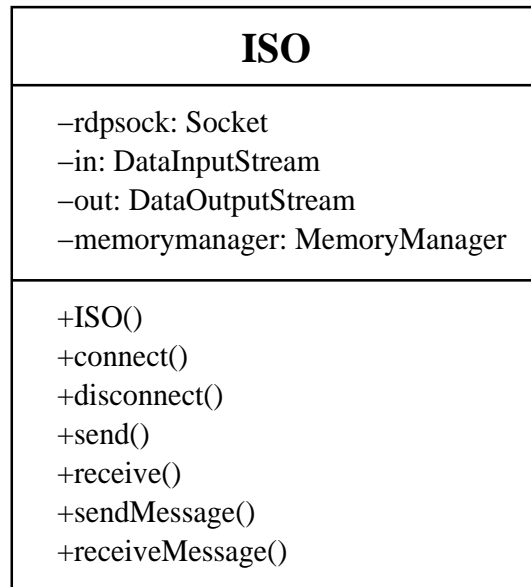 ISO
−rdpsock: Socket
−in: DataInputStream
−out: DataOutputStream
−memorymanager: MemoryManager
+ISO()
+connect()
+disconnect()
+send()
+receive()
+sendMessage()
+receiveMessage()